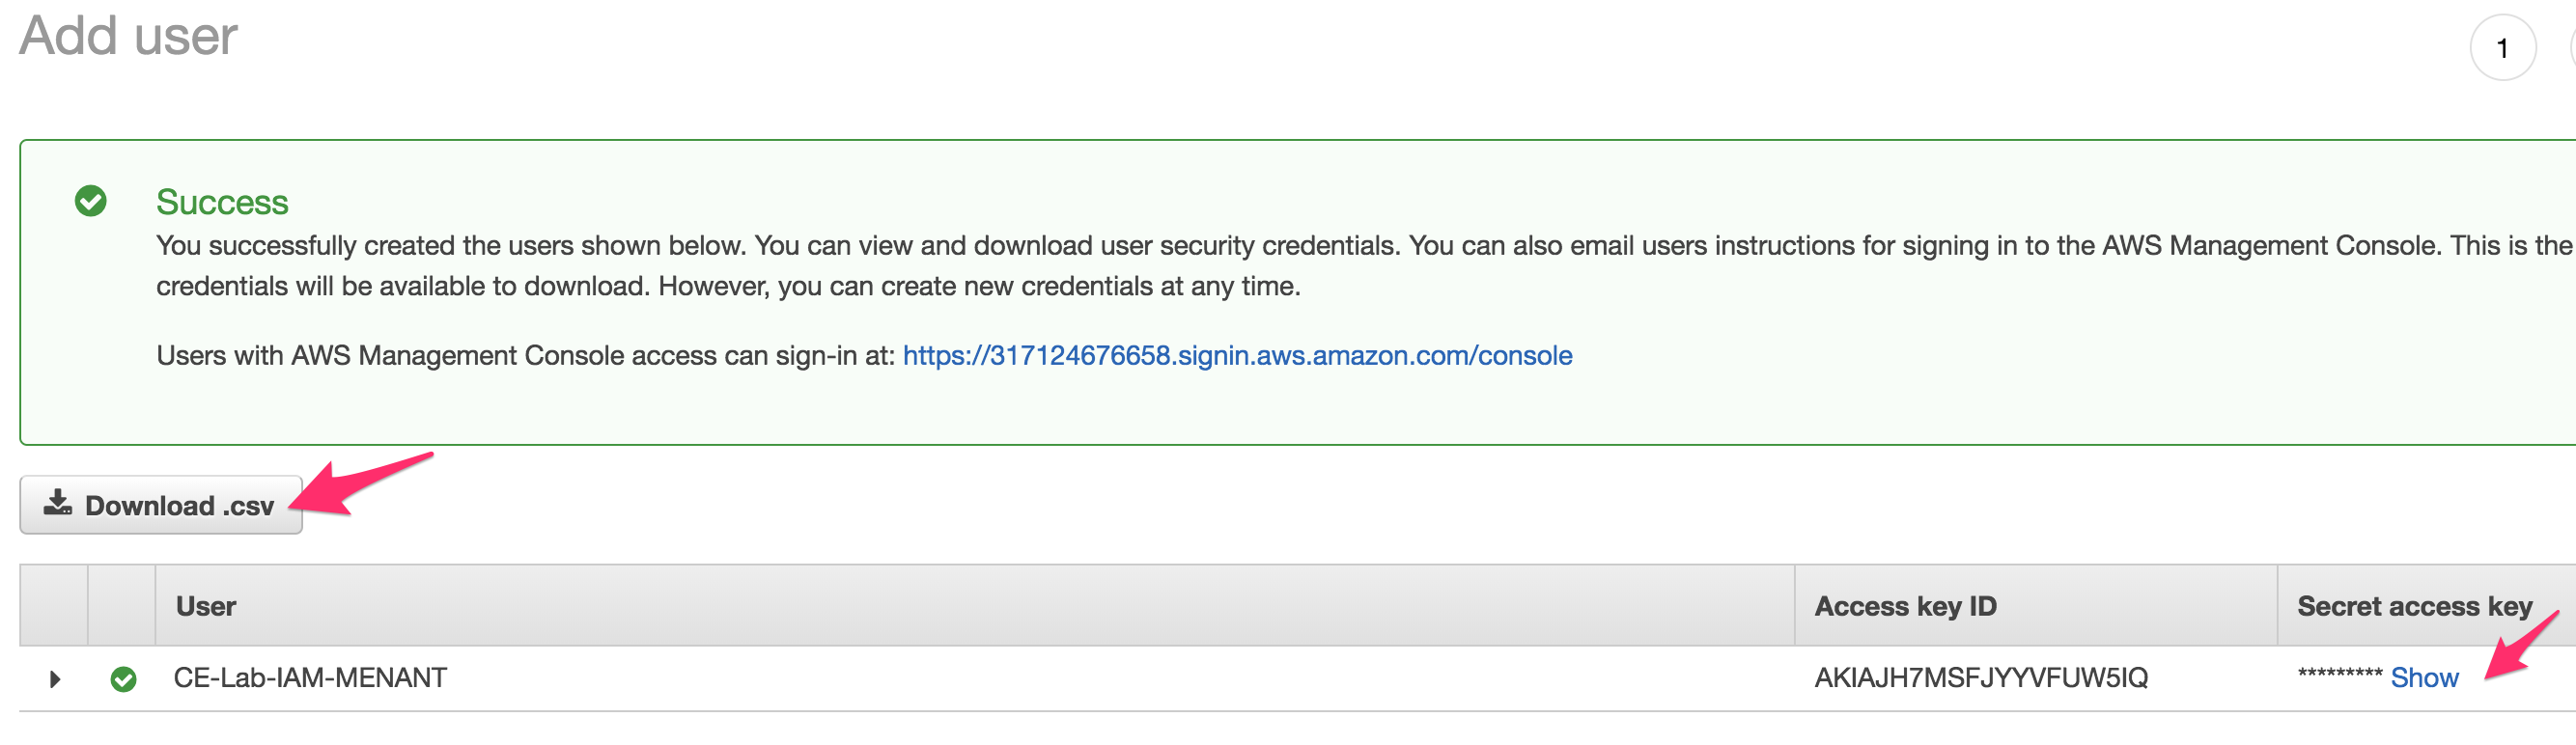 Add user
1
Success
You successfully created the users shown below. You can view and download user security credentials. You can also email users instructions for signing in to the AWS Management Console. This is the
credentials will be available to download. However, you can create new credentials at any time.
Users with AWS Management Console access can sign-in at: https://317124676658.signin.aws.amazon.com/console
Download .csv
User Access key ID Secret access key
CE-Lab-IAM-MENANT AKIAJH7MSFJYYVFUW5IQ ********* Show